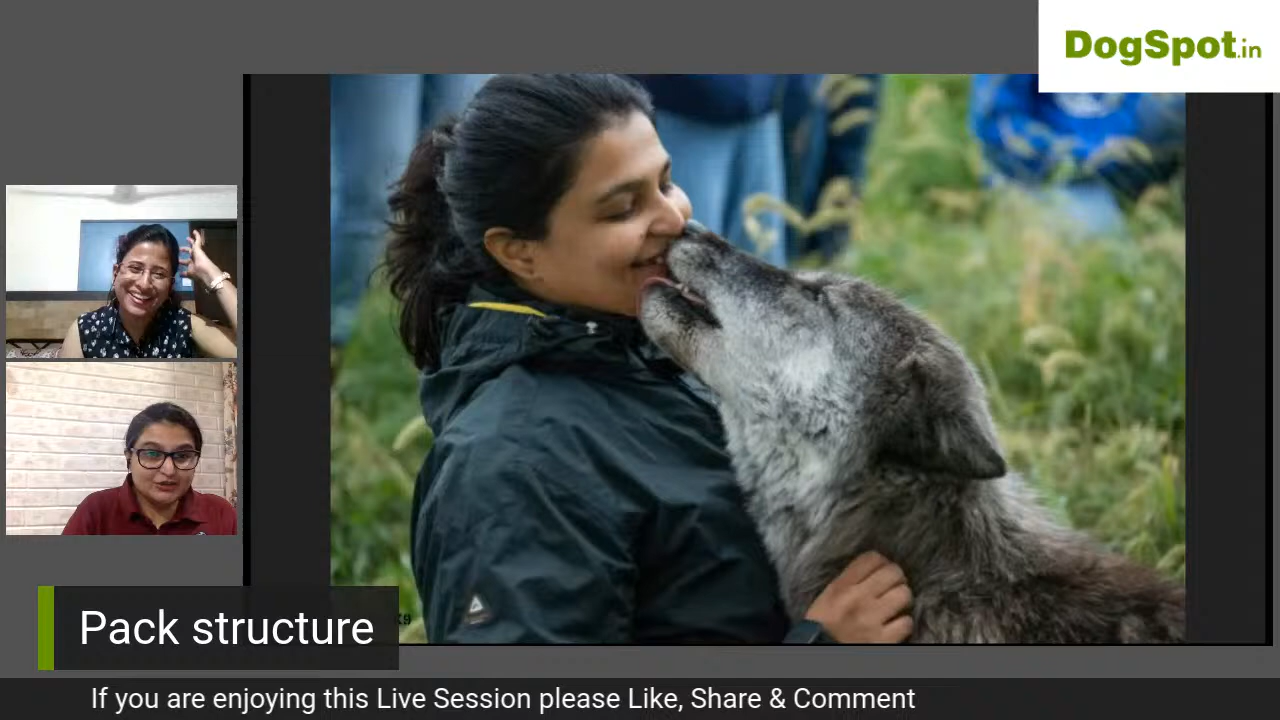 DogSpot.in
Pack structure
If you are enjoying this Live Session please Like, Share & Comment